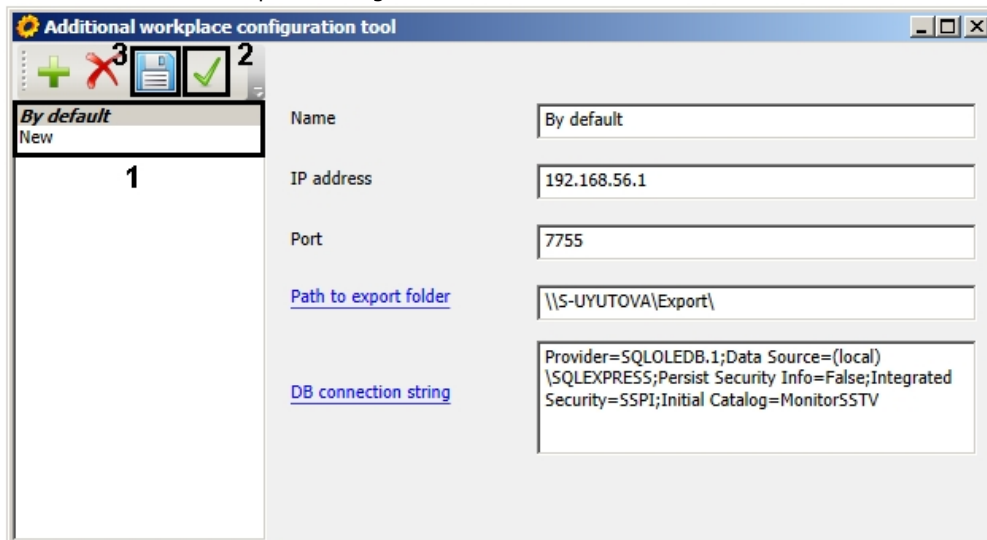 Additional workplace configuration tool
3
2
By default
New
1
Name
By default
IP address
192.168.56.1
Port
7755
Path to export folder
\\S-UYUTOVA\Export\
DB connection string
Provider=SQLOLEDB.1;Data Source=(local)
\SQLEXPRESS;Persist Security Info=False;Integrated
Security=SSPI;Initial Catalog=MonitorSSTV